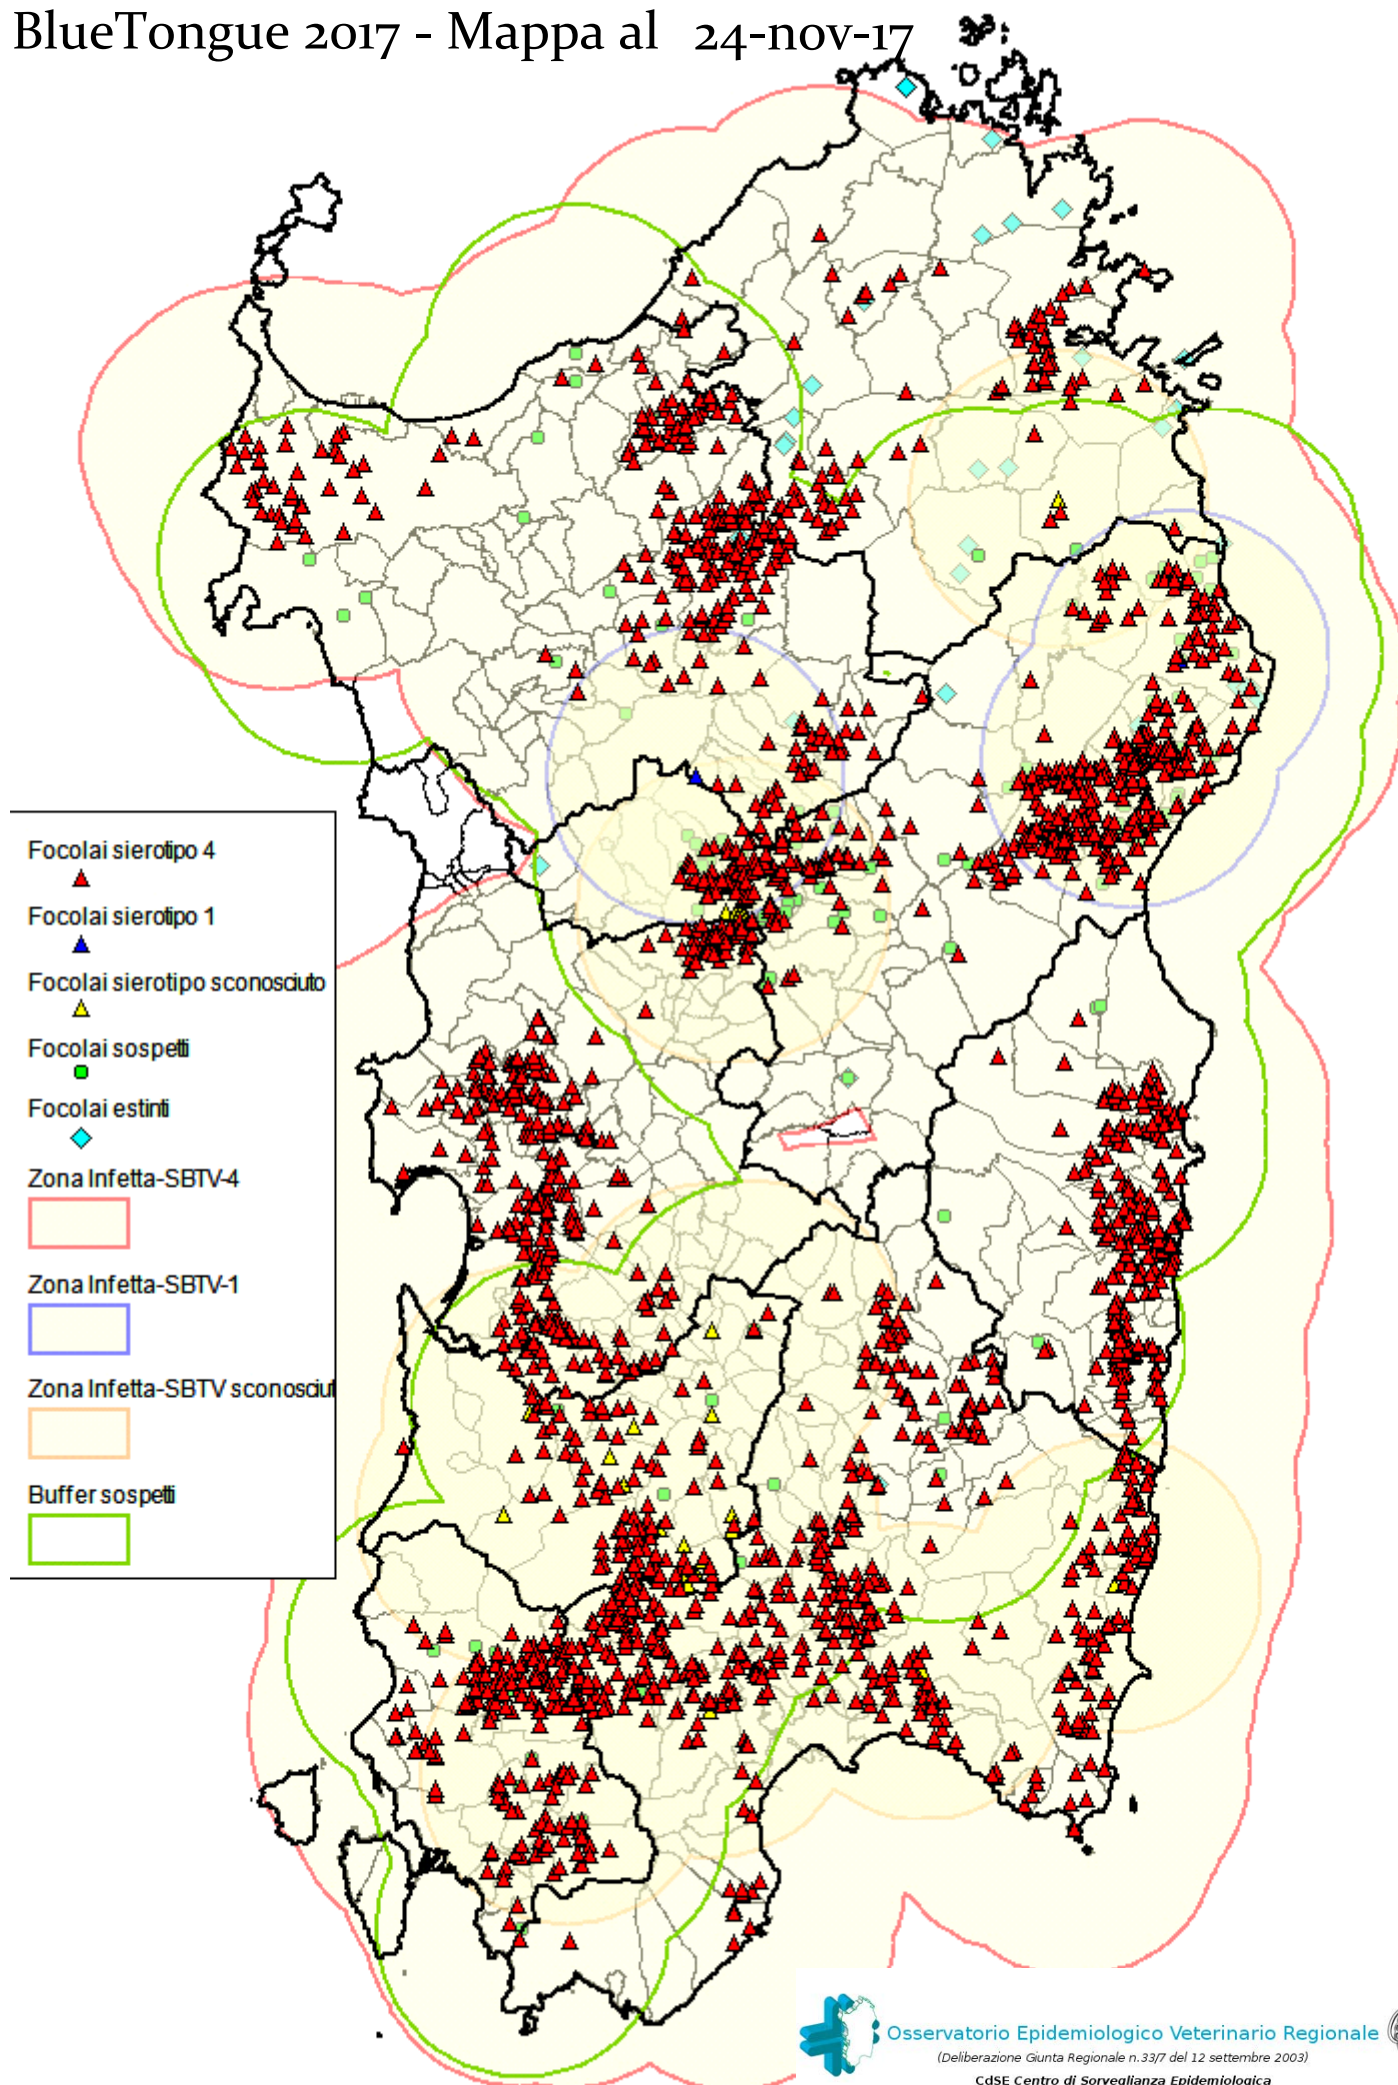 BlueTongue 2017 - Mappa al 24-nov-17
Focolai sierotipo 4
Focolai sierotipo 1
Focolai sierotipo sconosciuto
Focolai sospetti
Focolai estinti
Zona Infetta-SBTV-4
Zona Infetta-SBTV-1
Zona Infetta-SBTV sconosciut
Buffer sospetti
Osservatorio Epidemiologico Veterinario Regionale
(Deliberazione Giunta Regionale n.33/7 del 12 settembre 2003)
CdSE Centro di Sorveglianza Epidemiologica